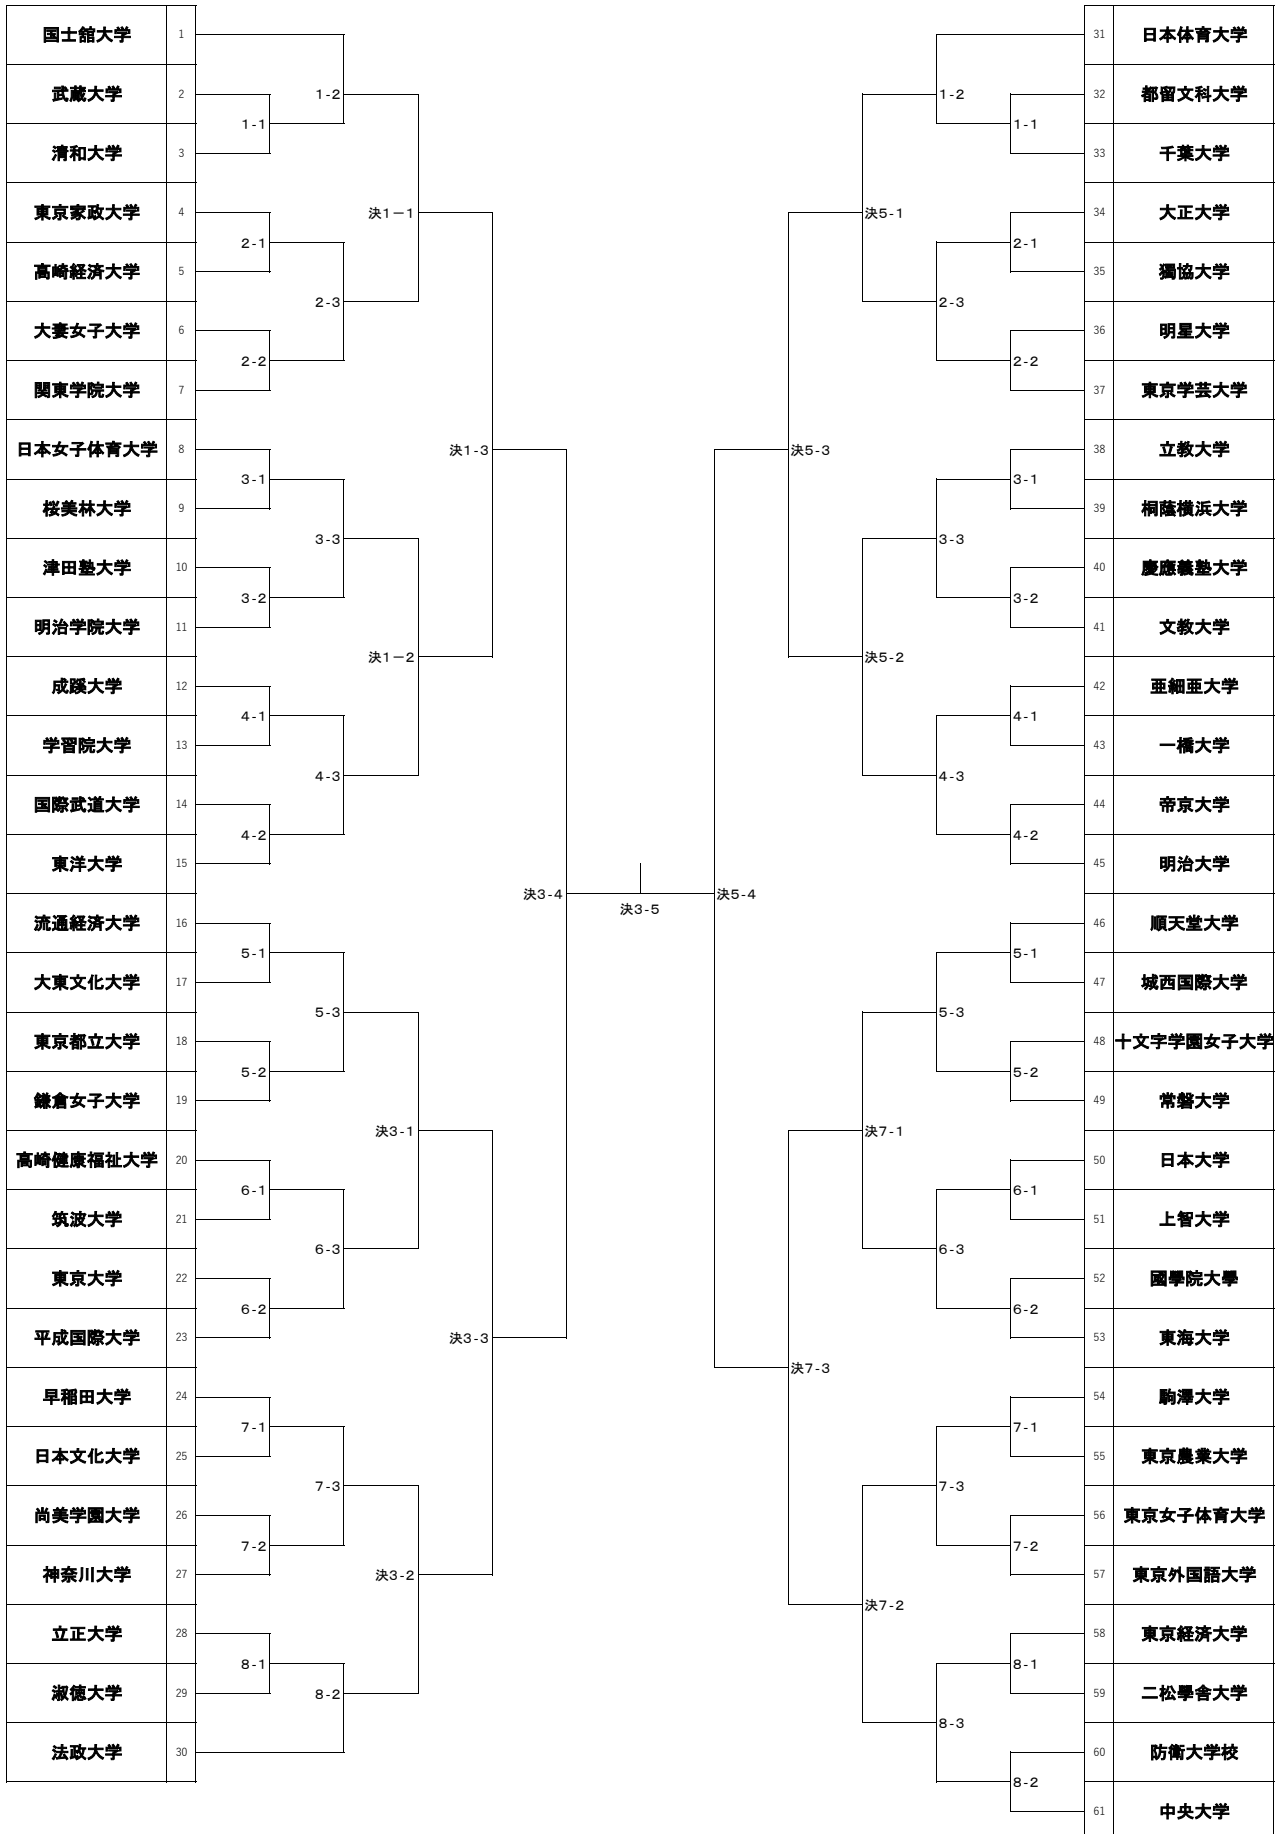 国士舘大学 1
武蔵大学 2
清和大学 3
東京家政大学 4
高崎経済大学 5
大妻女子大学 6
関東学院大学 7
日本女子体育大学 8
桜美林大学 9
津田塾大学 10
明治学院大学 11
成蹊大学 12
学習院大学 13
国際武道大学 14
東洋大学 15
流通経済大学 16
大東文化大学 17
東京都立大学 18
鎌倉女子大学 19
高崎健康福祉大学 20
筑波大学 21
東京大学 22
平成国際大学 23
早稲田大学 24
日本文化大学 25
尚美学園大学 26
神奈川大学 27
立正大学 28
淑徳大学 29
法政大学 30
1-1
2-1
2-2
3-1
3-2
4-1
4-2
5-1
5-2
6-1
6-2
7-1
7-2
8-1
1-2
2-3
3-3
4-3
5-3
6-3
7-3
8-2
決1ー1
決1ー2
決3-1
決3-2
決1-3
決3-3
決3-4
決3-5
決5-4
決5-3
決7-3
決5-1
決5-2
決7-1
決7-2
1-2
2-3
3-3
4-3
5-3
6-3
7-3
8-3
1-1
2-1
2-2
3-1
3-2
4-1
4-2
5-1
5-2
6-1
6-2
7-1
7-2
8-1
8-2
31 日本体育大学
32 都留文科大学
33 千葉大学
34 大正大学
35 獨協大学
36 明星大学
37 東京学芸大学
38 立教大学
39 桐蔭横浜大学
40 慶應義塾大学
41 文教大学
42 亜細亜大学
43 一橋大学
44 帝京大学
45 明治大学
46 順天堂大学
47 城西国際大学
48 十文字学園女子大学
49 常磐大学
50 日本大学
51 上智大学
52 國學院大學
53 東海大学
54 駒澤大学
55 東京農業大学
56 東京女子体育大学
57 東京外国語大学
58 東京経済大学
59 二松學舎大学
60 防衛大学校
61 中央大学